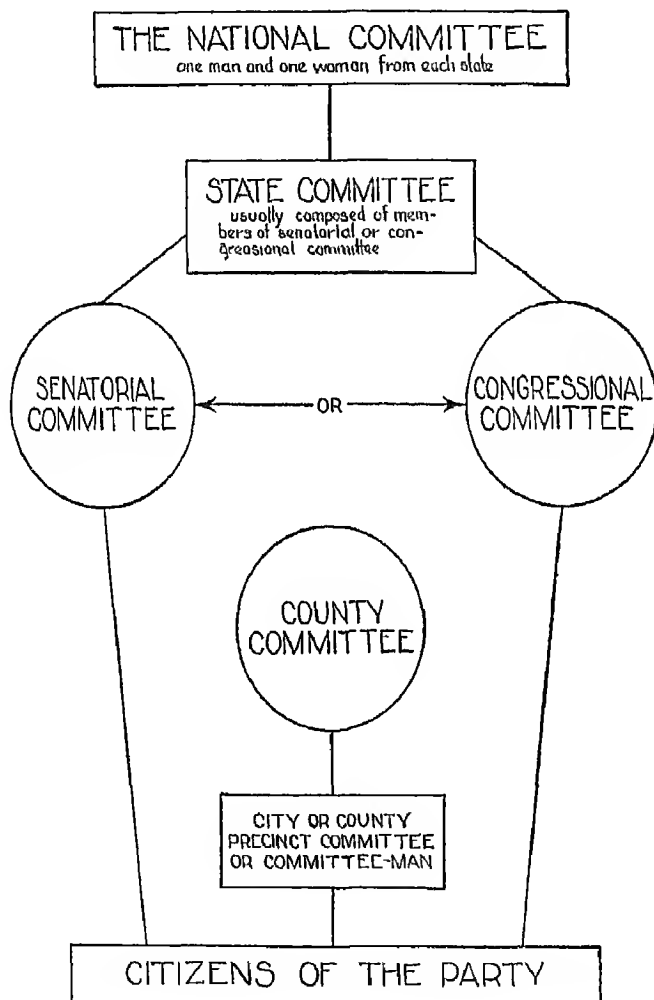 THE NATIONAL COMMITTEE
one man and one woman from each state
STATE COMMITTEE
usually composed of mem-
bers of senatorial or con-
gressional committee
SENATORIAL
COMMITTEE
OR
CONGRESSIONAL
COMMITTEE
COUNTY
COMMITTEE
CITY OR COUNTY
PRECINCT COMMITTEE
OR COMMITTEE-MAN
CITIZENS OF THE PARTY